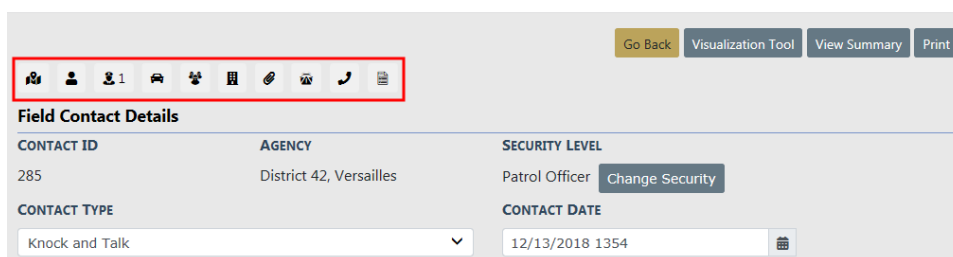 Go Back Visualization Tool View Summary Print
1
Field Contact Details
CONTACT ID AGENCY SECURITY LEVEL
285 District 42, Versailles Patrol Officer Change Security
CONTACT TYPE CONTACT DATE
Knock and Talk 12/13/2018 1354